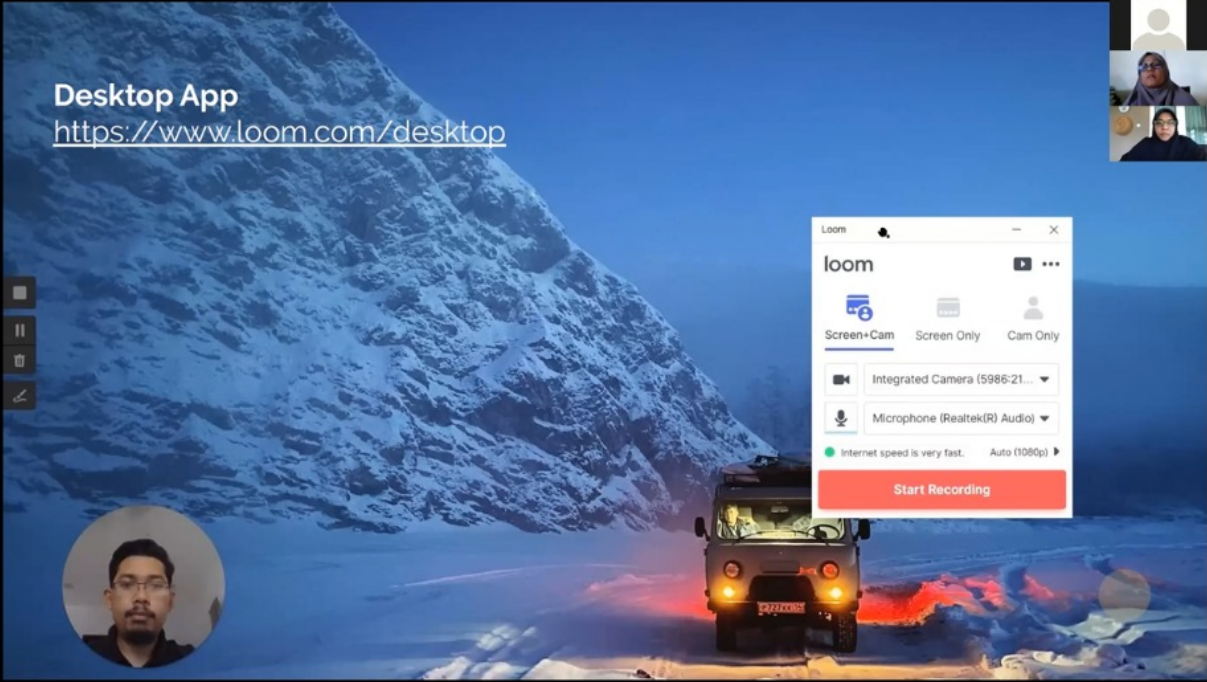 Desktop App
https://www.loom.com/desktop
Loom
loom
Screen+Cam
Screen Only
Cam Only
Integrated Camera (5986:21...
Microphone (Realtek(R) Audio)
Internet speed is very fast.
Auto (1080p)
Start Recording